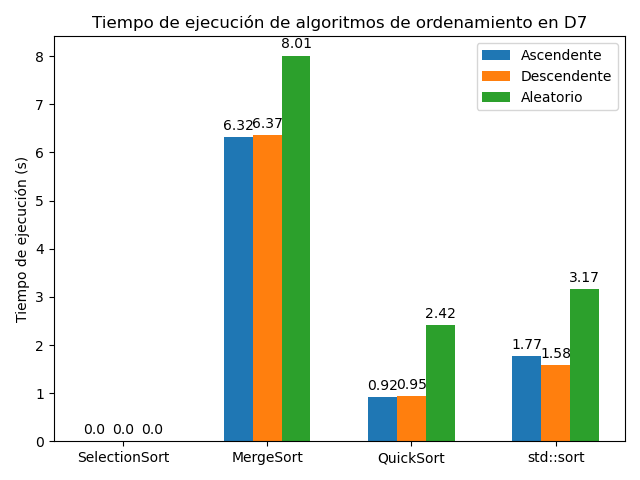 Tiempo de ejecución de algoritmos de ordenamiento en D7
Tiempo de ejecución (s)
8
7
6
5
4
3
2
1
0
Ascendente
Descendente
Aleatorio
0.0 0.0 0.0
6.32 6.37 8.01
0.92 0.95 2.42
1.77 1.58 3.17
SelectionSort MergeSort QuickSort std::sort